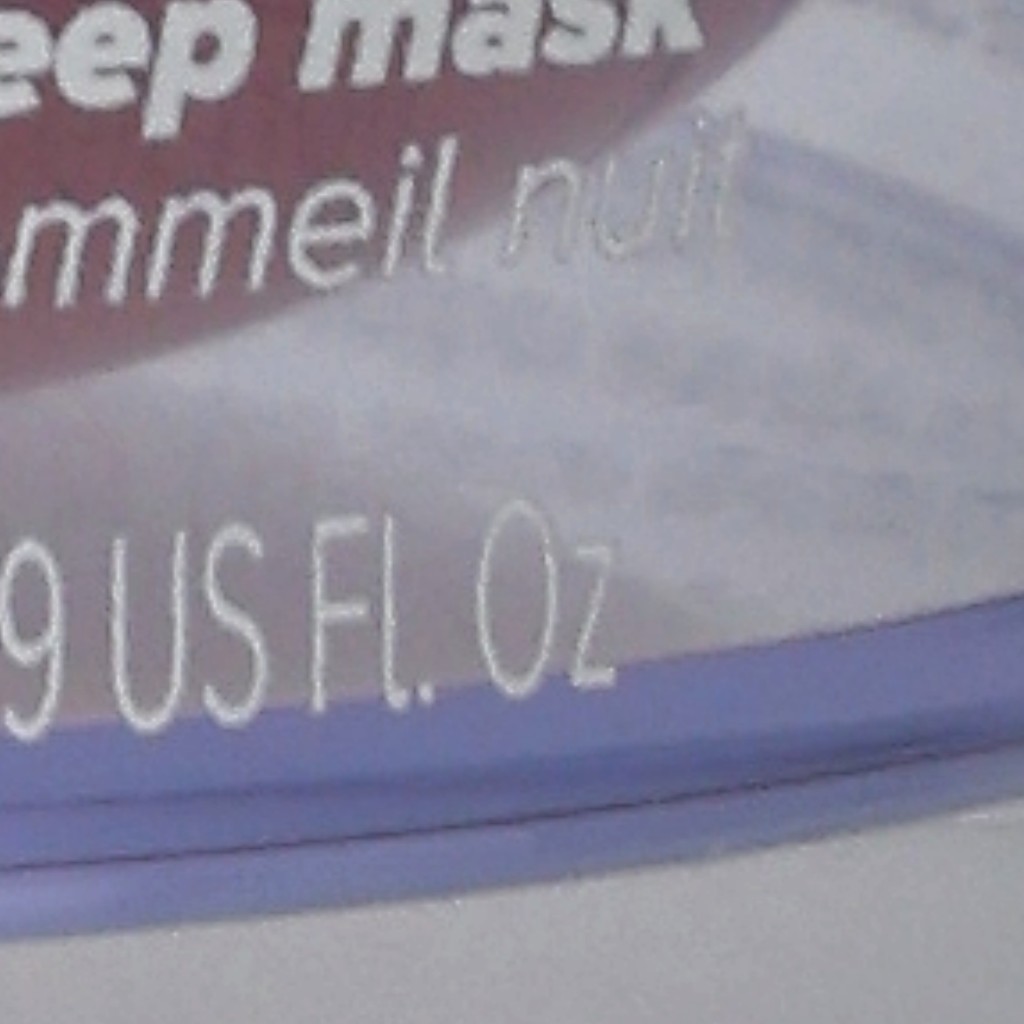 eep mask
mmeil nuit
9 US Fl. Oz